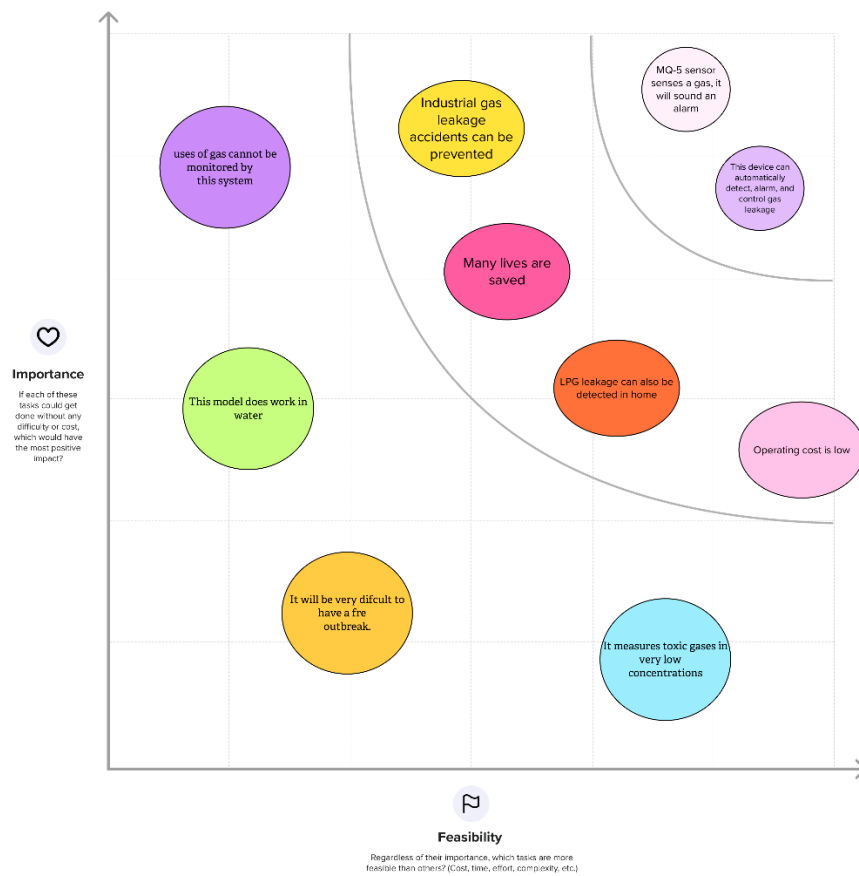 MQ-5 sensor
senses a gas, it
will sound an
alarm
Industrial gas
leakage
accidents can be
prevented
uses of gas cannot be
monitored by
this system
This device can
automatically
detect, alarm, and
control gas
leakage
Many lives are
saved
Importance
If each of these
tasks could get
done without any
difficulty or cost,
which would have
the most positive
impact?
LPG leakage can also be
detected in home
This model does work in
water
Operating cost is low
It will be very difcult to
have a fre
outbreak.
It measures toxic gases in
very low
concentrations
Feasibility
Regardless of their importance, which tasks are more
feasible than others? (Cost, time, effort, complexity, etc.)